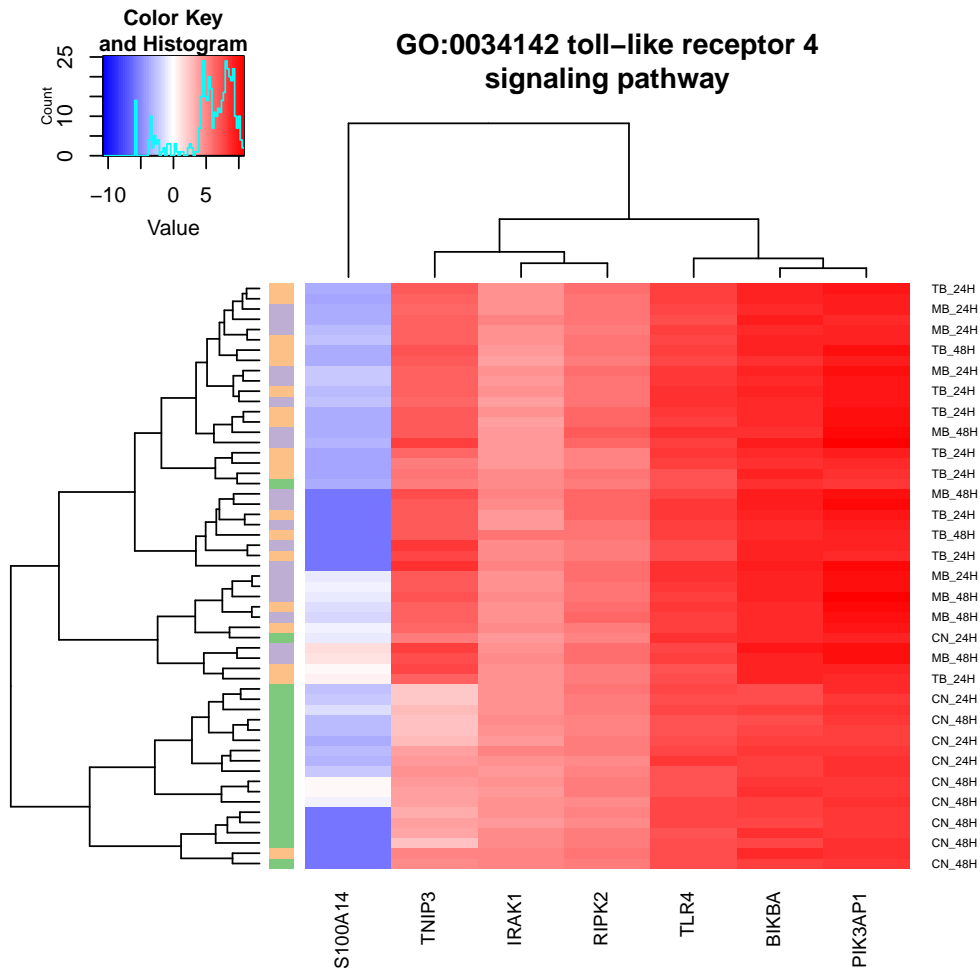 Color Key
and Histogram
Count
0 10 25
−10 0 5
Value
GO:0034142 toll−like receptor 4
signaling pathway
TB_24H
MB_24H
MB_24H
TB_48H
MB_24H
TB_24H
TB_24H
MB_48H
TB_24H
TB_24H
MB_48H
TB_24H
TB_48H
TB_24H
MB_24H
MB_48H
MB_48H
CN_24H
MB_48H
TB_24H
CN_24H
CN_48H
CN_24H
CN_24H
CN_48H
CN_48H
CN_48H
CN_48H
CN_48H
S100A14
TNIP3
IRAK1
RIPK2
TLR4
BIKBA
PIK3AP1